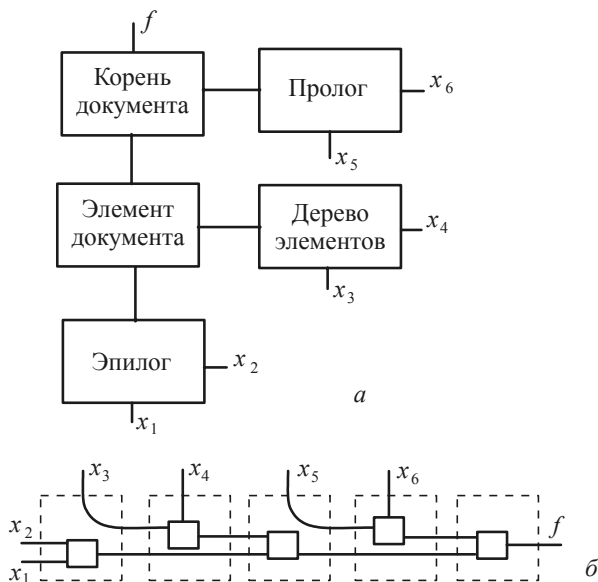 f
Корень
документа
Пролог
x6
x5
Элемент
документа
Дерево
элементов
x4
x3
Эпилог
x2
x1
а
x3
x4
x5
x6
x2
x1
f
б